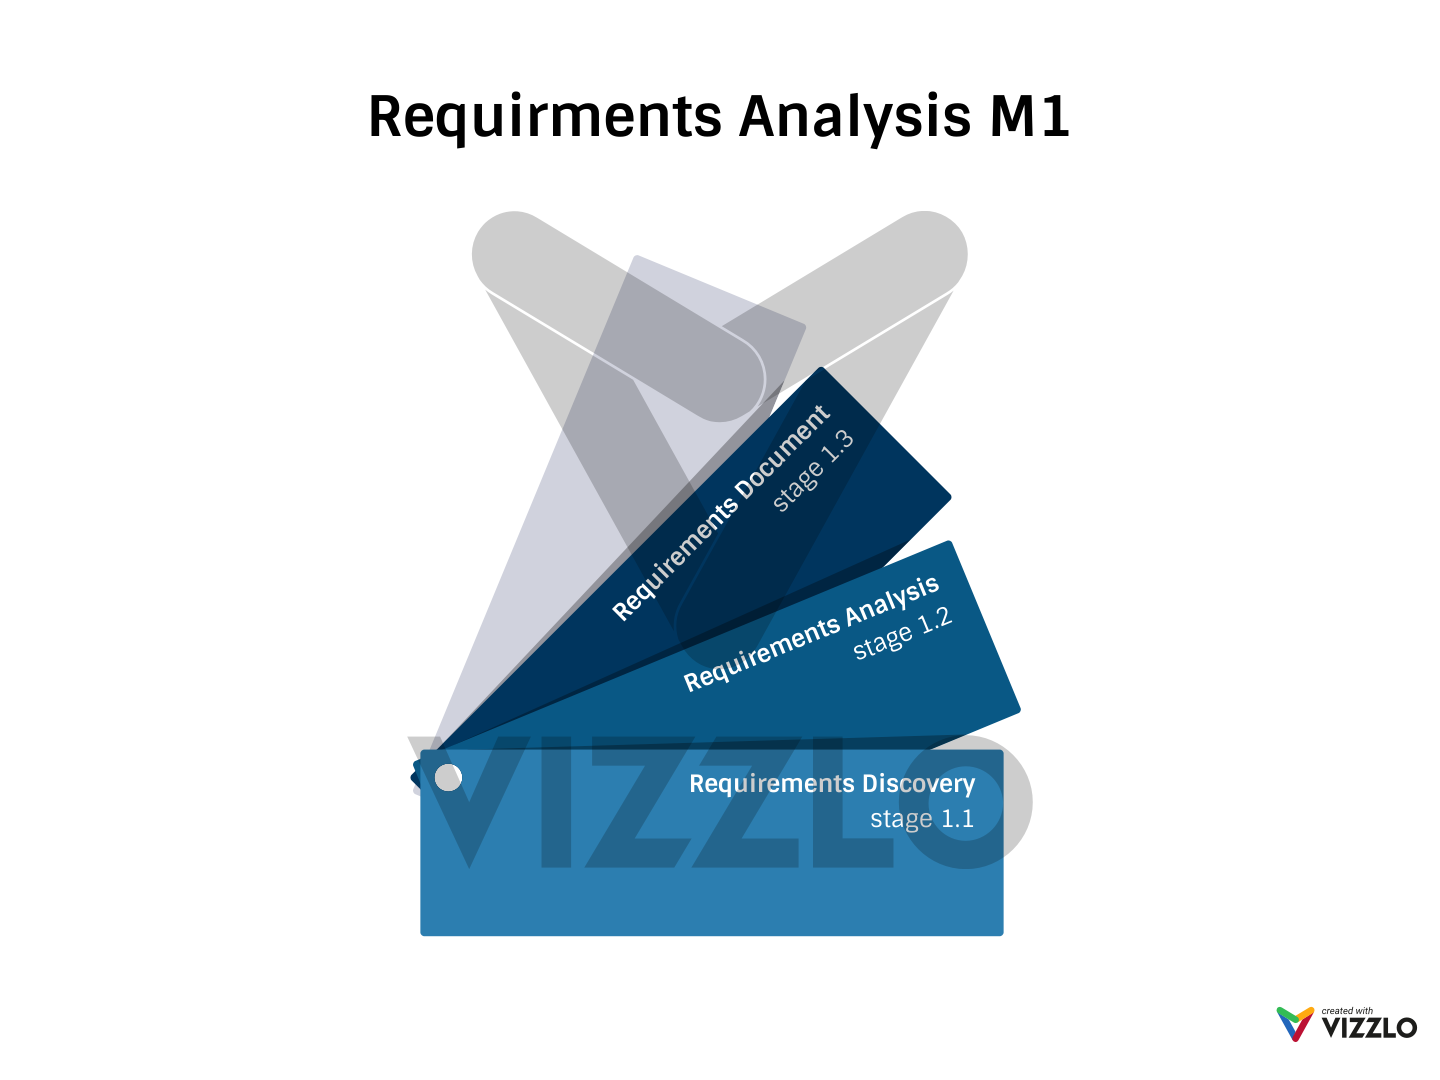 Requirments Analysis M1
Requirements Document
stage 1.3
Requirements Analysis
stage 1.2
VIZZLO
Requirements Discovery
stage 1.1
created with
VIZZLO